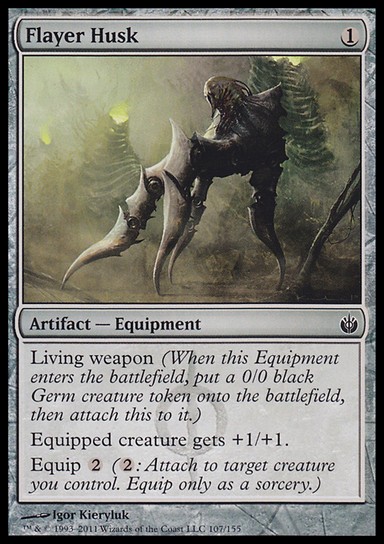 Flayer Husk 1
Artifact — Equipment
Living weapon (When this Equipment
enters the battlefield, put a 0/0 black
Germ creature token onto the battlefield,
then attach this to it.)
Equipped creature gets +1/+1.
Equip 2 (2: Attach to target creature
you control. Equip only as a sorcery.)
Igor Kieryluk
™ & © 1993–2011 Wizards of the Coast LLC 107/155